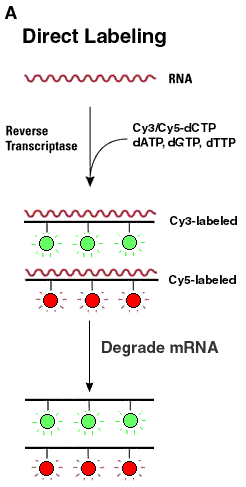 A
Direct Labeling
RNA
Reverse
Transcriptase
Cy3/Cy5-dCTP
dATP, dGTP, dTTP
Cy3-labeled
Cy5-labeled
Degrade mRNA